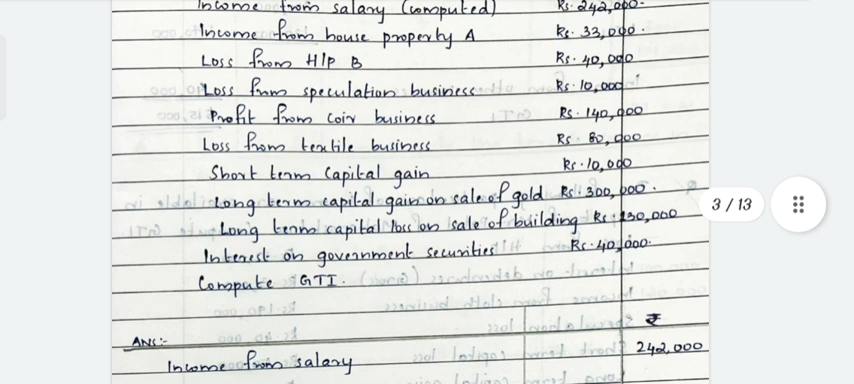 Income from salary (computed) Rs. 242,000.
Income from house property A Rs. 33,000.
Loss from H/P B Rs. 40,000
Loss from speculation business Rs. 10,000
Profit from coir business Rs. 140,000
Loss from textile business Rs 80,000
Short term capital gain Rs. 10,000
Long term capital gain on sale of gold Rs 300,000.
Long term capital loss on sale of building Rs. 130,000
Interest on government securities Rs. 40,000.
Compute GTI.
₹
ANS:-
Income from salary 242,000
3 / 13